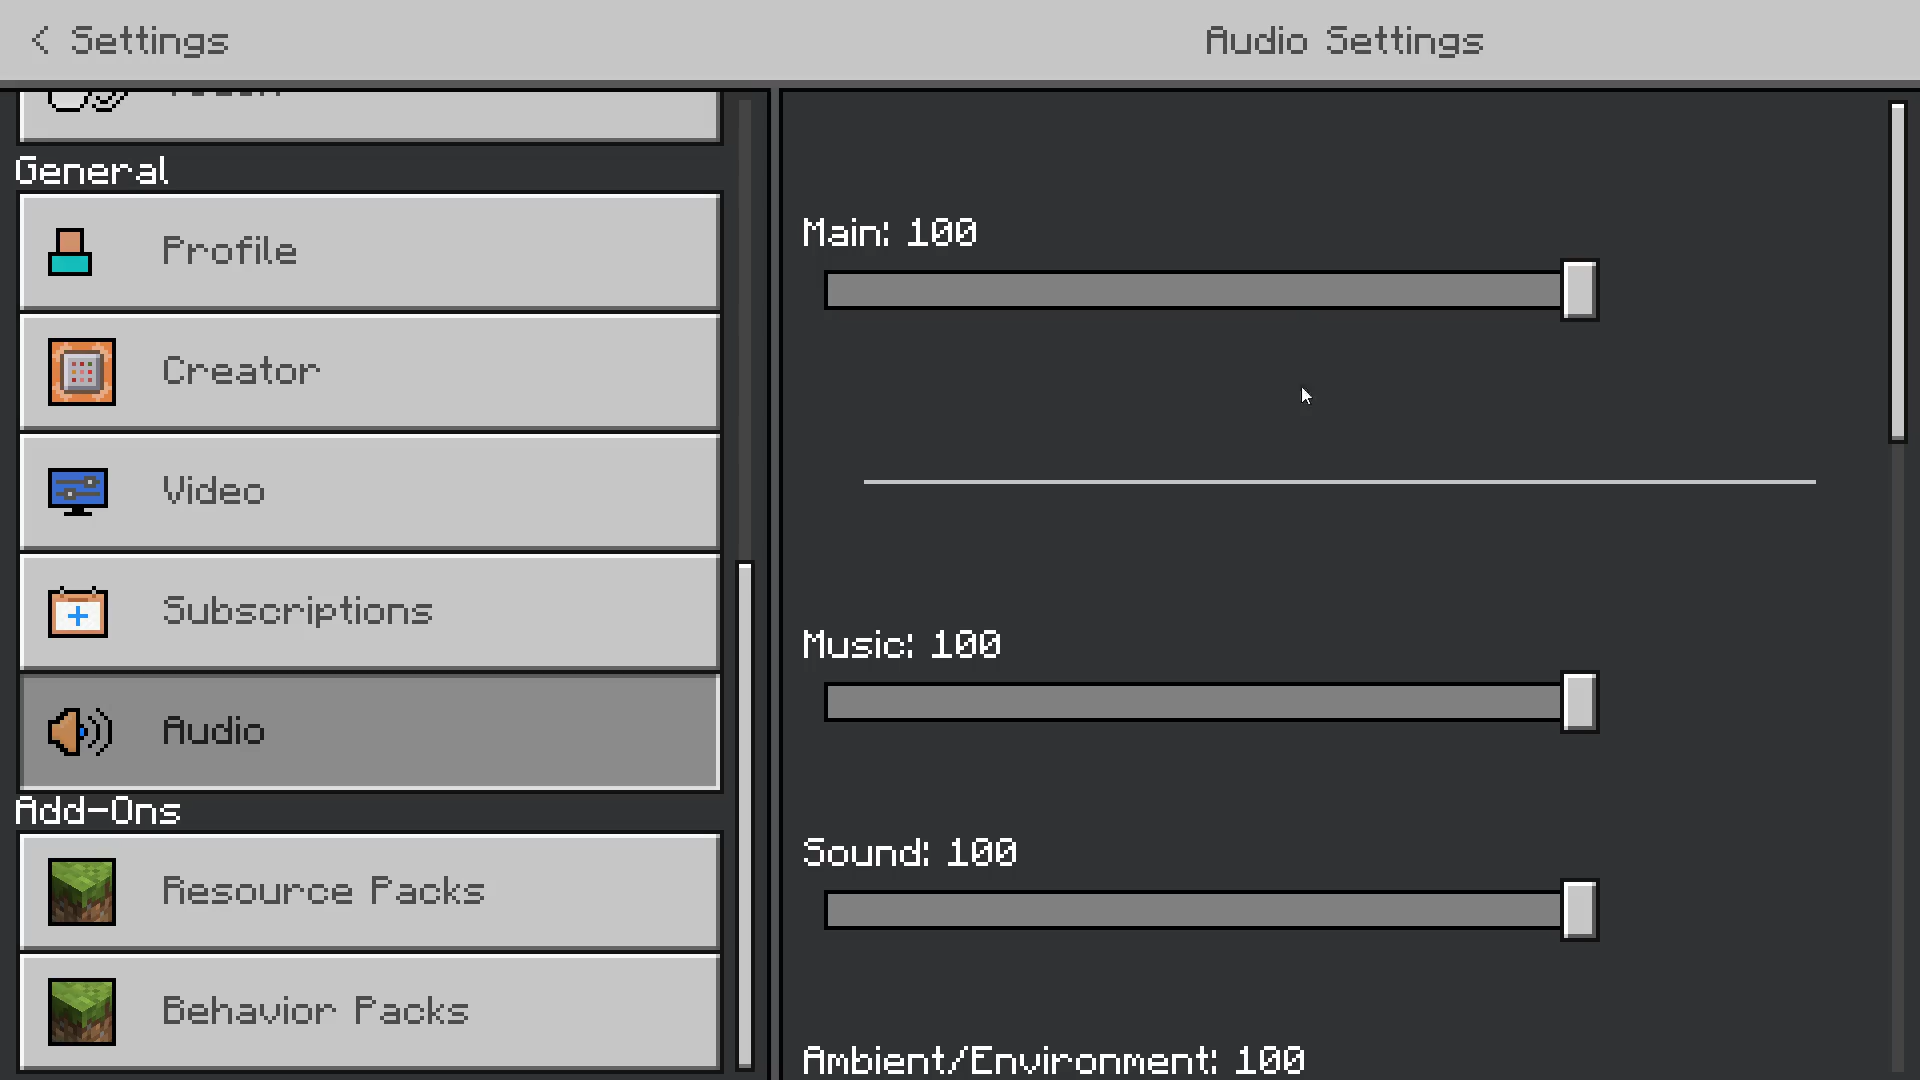 Settings
Audio Settings
General
Profile
Creator
Video
Subscriptions
Audio
Add-Ons
Resource Packs
Behavior Packs
Main: 100
Music: 100
Sound: 100
Ambient/Environment: 100